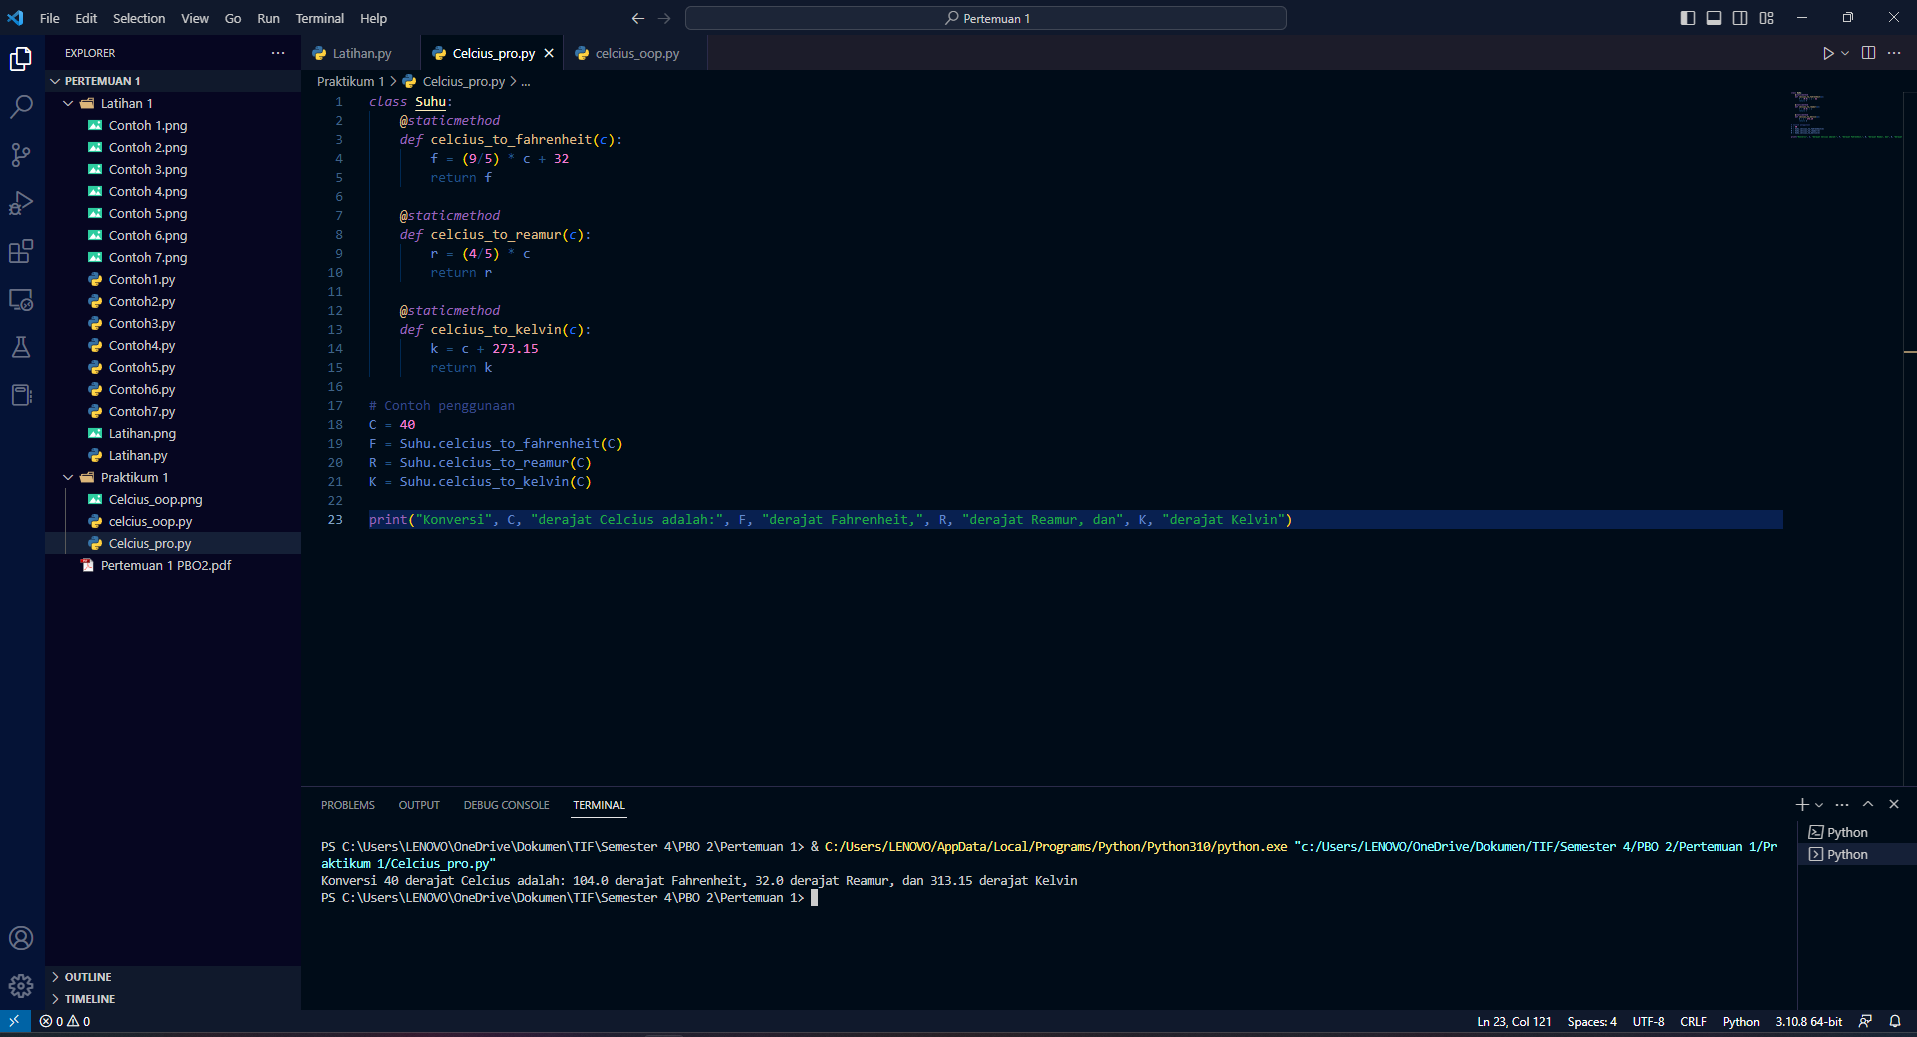 File Edit Selection View Go Run Terminal Help
Pertemuan 1
EXPLORER
PERTEMUAN 1
Latihan 1
Contoh 1.png
Contoh 2.png
Contoh 3.png
Contoh 4.png
Contoh 5.png
Contoh 6.png
Contoh 7.png
Contoh1.py
Contoh2.py
Contoh3.py
Contoh4.py
Contoh5.py
Contoh6.py
Contoh7.py
Latihan.png
Latihan.py
Praktikum 1
Celcius_oop.png
celcius_oop.py
Celcius_pro.py
Pertemuan 1 PBO2.pdf
OUTLINE
TIMELINE
Latihan.py Celcius_pro.py celcius_oop.py
Praktikum 1 > Celcius_pro.py > ...
1 class Suhu:
2 @staticmethod
3 def celcius_to_fahrenheit(c):
4 f = (9/5) * c + 32
5 return f
6
7 @staticmethod
8 def celcius_to_reamur(c):
9 r = (4/5) * c
10 return r
11
12 @staticmethod
13 def celcius_to_kelvin(c):
14 k = c + 273.15
15 return k
16
17 # Contoh penggunaan
18 C = 40
19 F = Suhu.celcius_to_fahrenheit(C)
20 R = Suhu.celcius_to_reamur(C)
21 K = Suhu.celcius_to_kelvin(C)
22
23 print("Konversi", C, "derajat Celcius adalah:", F, "derajat Fahrenheit,", R, "derajat Reamur, dan", K, "derajat Kelvin")
PROBLEMS OUTPUT DEBUG CONSOLE TERMINAL
PS C:\Users\LENOVO\OneDrive\Dokumen\TIF\Semester 4\PBO 2\Pertemuan 1> & C:/Users/LENOVO/AppData/Local/Programs/Python/Python310/python.exe "c:/Users/LENOVO/OneDrive/Dokumen/TIF/Semester 4/PBO 2/Pertemuan 1/Pr
aktikum 1/Celcius_pro.py"
Konversi 40 derajat Celcius adalah: 104.0 derajat Fahrenheit, 32.0 derajat Reamur, dan 313.15 derajat Kelvin
PS C:\Users\LENOVO\OneDrive\Dokumen\TIF\Semester 4\PBO 2\Pertemuan 1>
Python
Python
0 0
Ln 23, Col 121 Spaces: 4 UTF-8 CRLF Python 3.10.8 64-bit